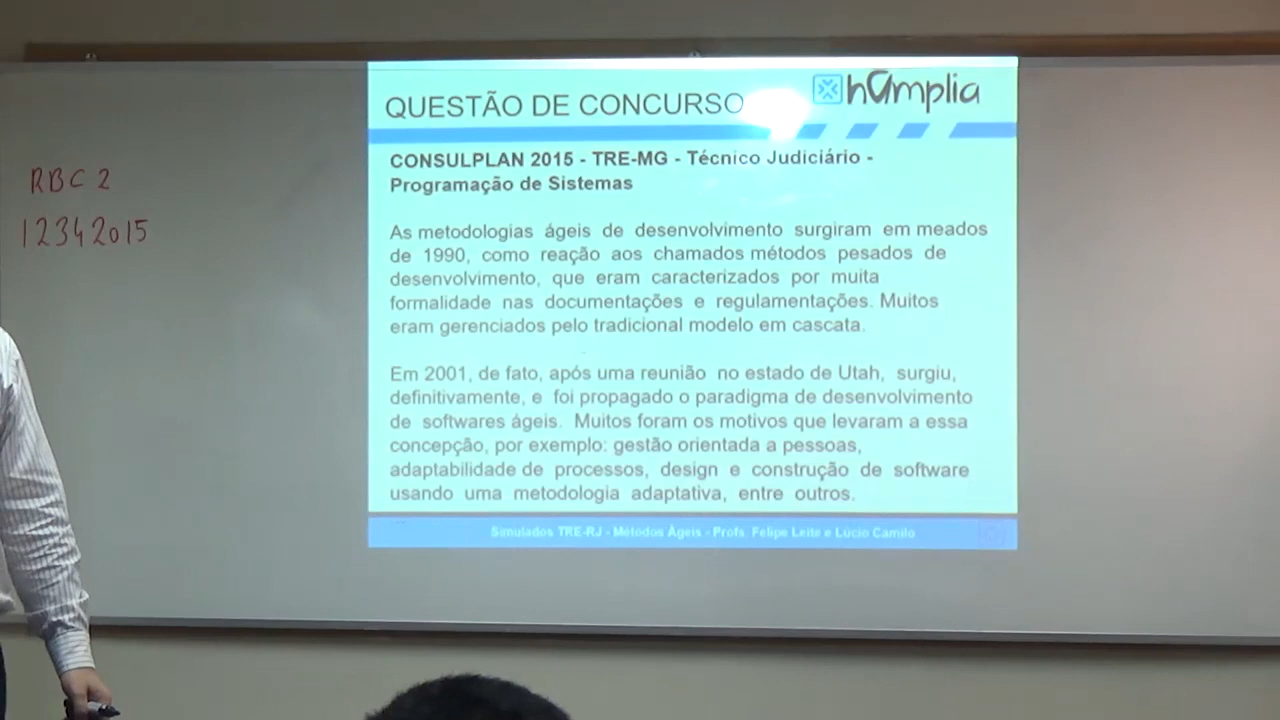 QUESTÃO DE CONCURSO
hamplia
CONSULPLAN 2015 - TRE-MG - Técnico Judiciário -
Programação de Sistemas
RBC 2
12342015
As metodologias ágeis de desenvolvimento surgiram em meados
de 1990, como reação aos chamados métodos pesados de
desenvolvimento, que eram caracterizados por muita
formalidade nas documentações e regulamentações. Muitos
eram gerenciados pelo tradicional modelo em cascata.
Em 2001, de fato, após uma reunião no estado de Utah, surgiu,
definitivamente, e foi propagado o paradigma de desenvolvimento
de softwares ágeis. Muitos foram os motivos que levaram a essa
concepção, por exemplo: gestão orientada a pessoas,
adaptabilidade de processos, design e construção de software
usando uma metodologia adaptativa, entre outros.
Simulados TRE-RJ - Métodos Ágeis - Profs. Felipe Leite e Lúcio Camilo